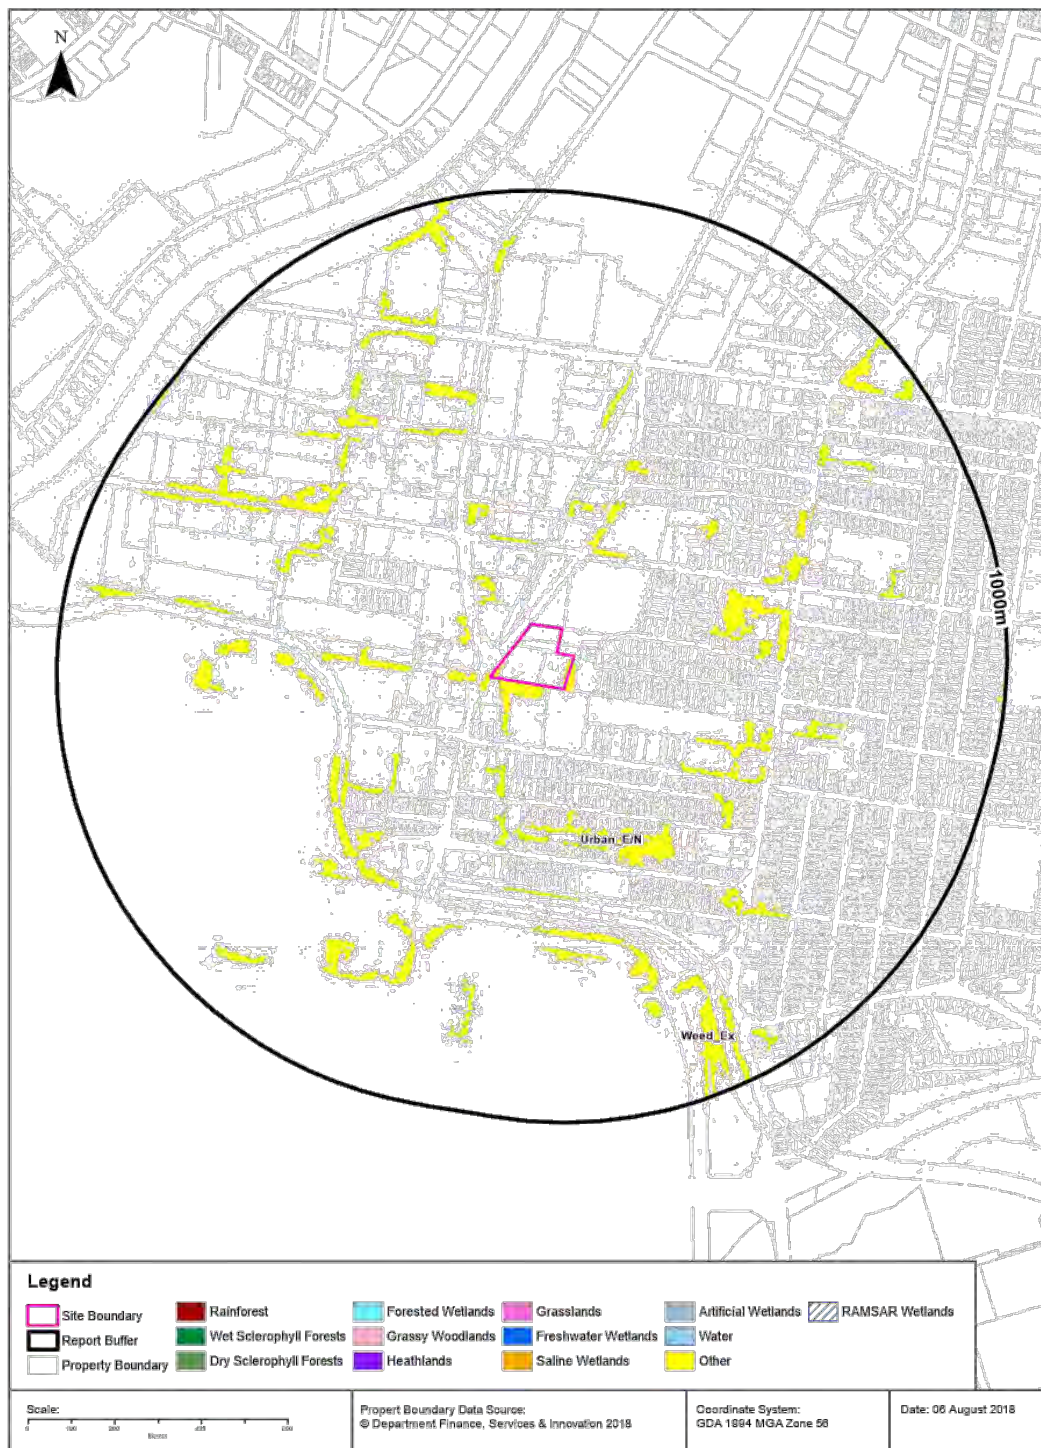 N
1000m
Urban_E/N
Weed_Ex
Legend
Site Boundary
Report Buffer
Property Boundary
Rainforest
Wet Sclerophyll Forests
Dry Sclerophyll Forests
Forested Wetlands
Grassy Woodlands
Heathlands
Grasslands
Freshwater Wetlands
Saline Wetlands
Artificial Wetlands
Water
Other
RAMSAR Wetlands
Scale:
Propert Boundary Data Source:
© Department Finance, Services & Innovation 2018
Coordinate System:
GDA 1994 MGA Zone 56
Date: 06 August 2018